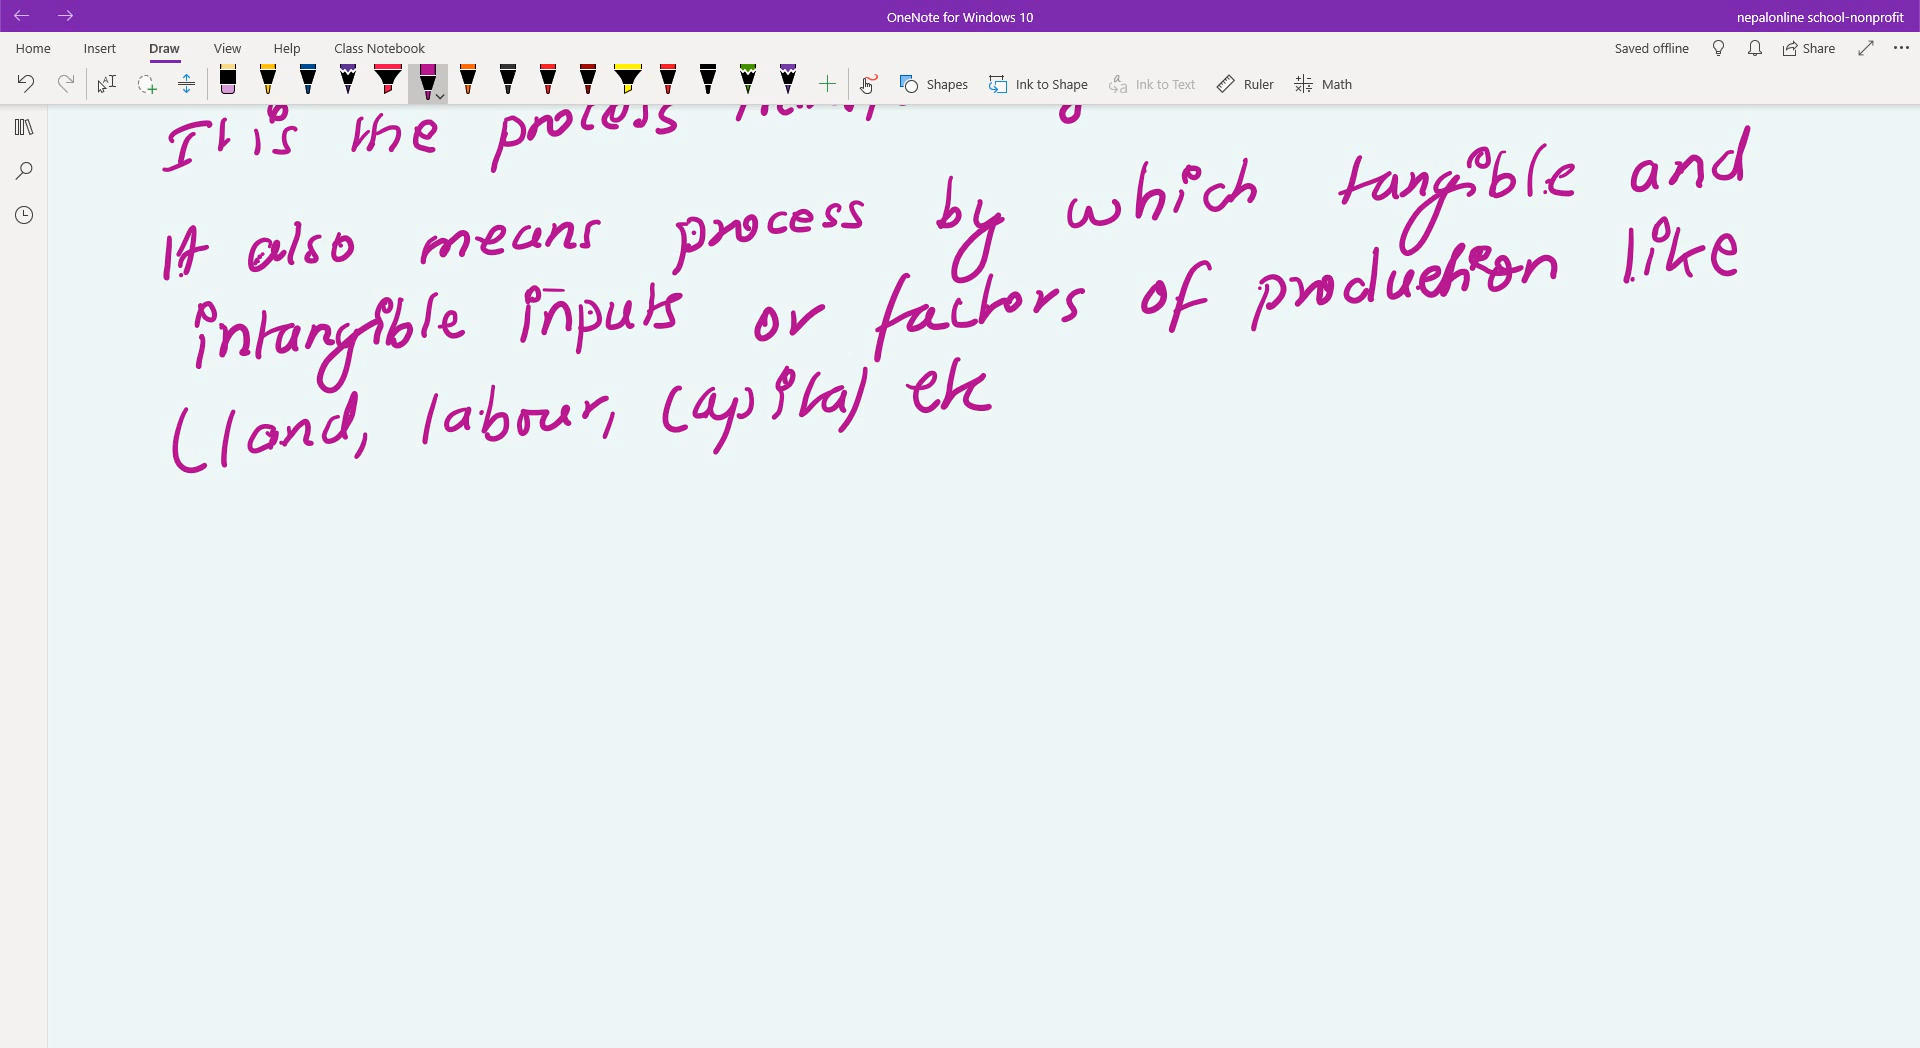 OneNote for Windows 10
nepalonline school-nonprofit
Home Insert Draw View Help Class Notebook
Saved offline Share
Shapes Ink to Shape Ink to Text Ruler Math
It is the process
It also means process by which tangible and
intangible inputs or factors of production like
(land, labour, capital) etc